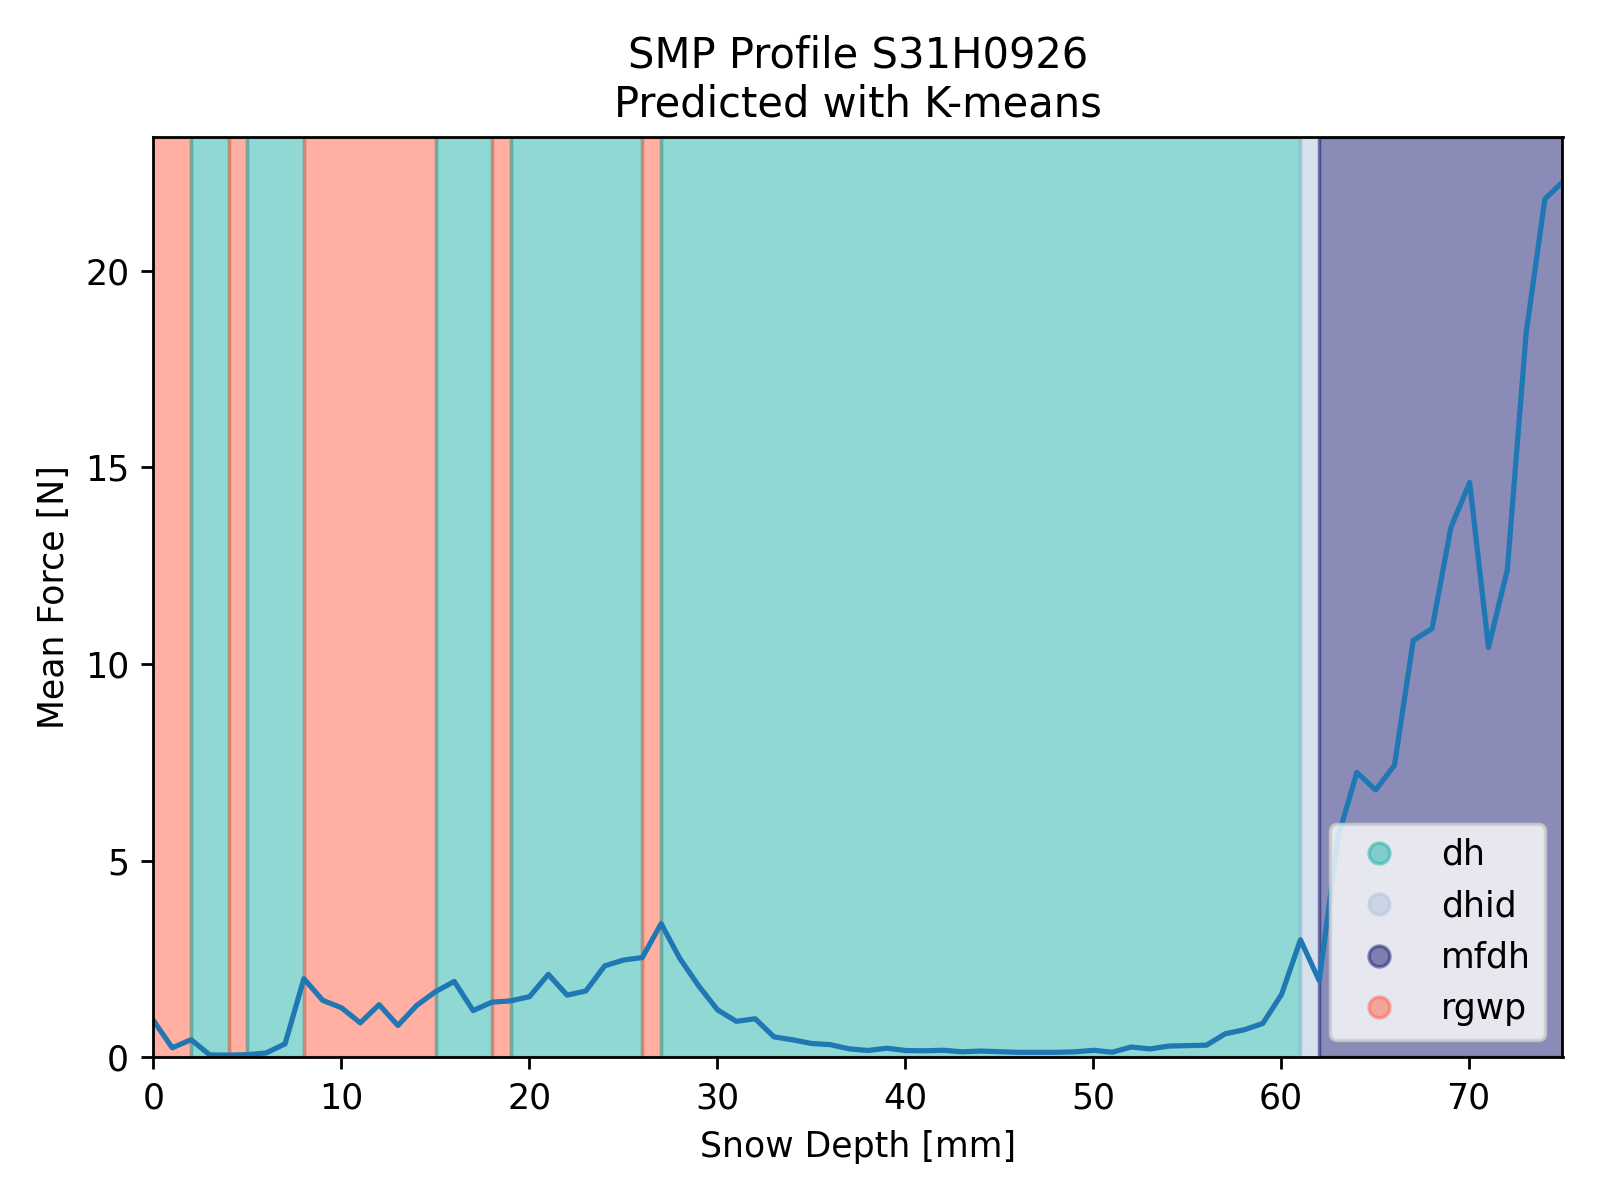 SMP Profile S31H0926
Predicted with K-means
Mean Force [N]
20
15
10
5
0
0 10 20 30 40 50 60 70
Snow Depth [mm]
dh
dhid
mfdh
rgwp